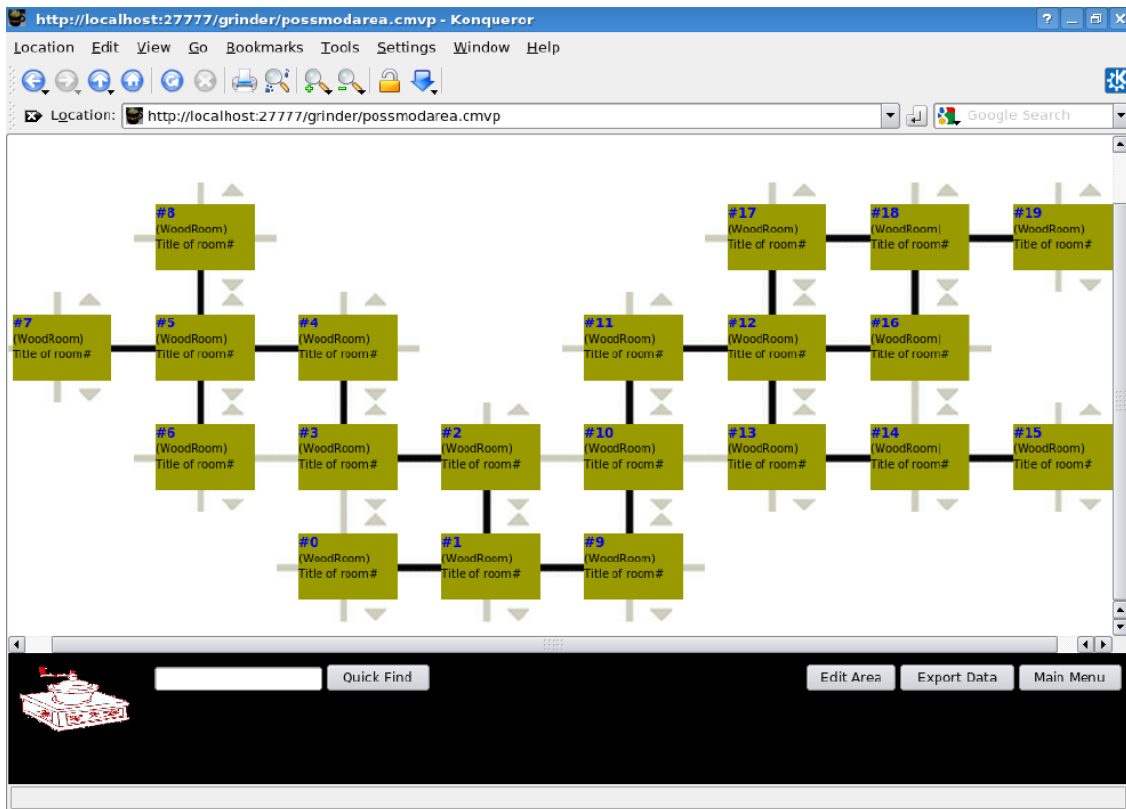 http://localhost:27777/grinder/possmodarea.cmvp - Konqueror
Location Edit View Go Bookmarks Tools Settings Window Help
Location: http://localhost:27777/grinder/possmodarea.cmvp Google Search
#8
(WoodRoom)
Title of room#
#17
(WoodRoom)
Title of room#
#18
(WoodRoom)
Title of room#
#19
(WoodRoom)
Title of room#
#7
(WoodRoom)
Title of room#
#5
(WoodRoom)
Title of room#
#4
(WoodRoom)
Title of room#
#11
(WoodRoom)
Title of room#
#12
(WoodRoom)
Title of room#
#16
(WoodRoom)
Title of room#
#6
(WoodRoom)
Title of room#
#3
(WoodRoom)
Title of room#
#2
(WoodRoom)
Title of room#
#10
(WoodRoom)
Title of room#
#13
(WoodRoom)
Title of room#
#14
(WoodRoom)
Title of room#
#15
(WoodRoom)
Title of room#
#0
(WoodRoom)
Title of room#
#1
(WoodRoom)
Title of room#
#9
(WoodRoom)
Title of room#
Quick Find Edit Area Export Data Main Menu